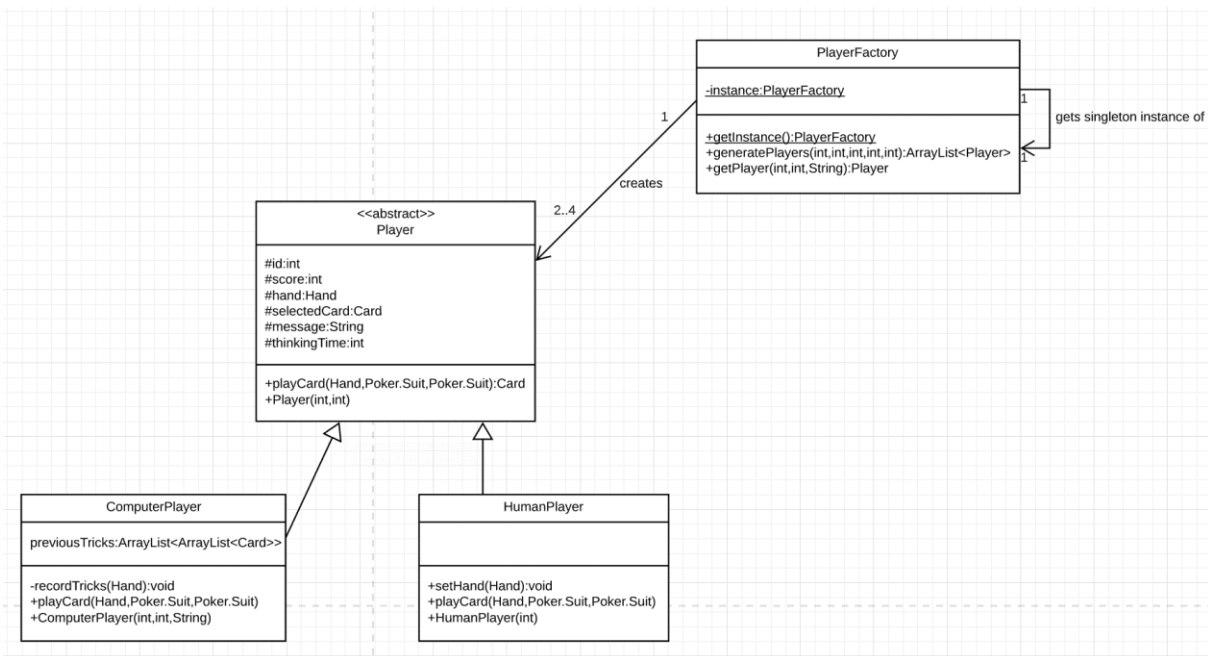 PlayerFactory
-instance:PlayerFactory
+getInstance():PlayerFactory
+generatePlayers(int,int,int,int,int):ArrayList<Player>
+getPlayer(int,int,String):Player
1
1
gets singleton instance of
1
creates
2..4
<<abstract>>
Player
#id:int
#score:int
#hand:Hand
#selectedCard:Card
#message:String
#thinkingTime:int
+playCard(Hand,Poker.Suit,Poker.Suit):Card
+Player(int,int)
ComputerPlayer
previousTricks:ArrayList<ArrayList<Card>>
-recordTricks(Hand):void
+playCard(Hand,Poker.Suit,Poker.Suit)
+ComputerPlayer(int,int,String)
HumanPlayer
+setHand(Hand):void
+playCard(Hand,Poker.Suit,Poker.Suit)
+HumanPlayer(int)